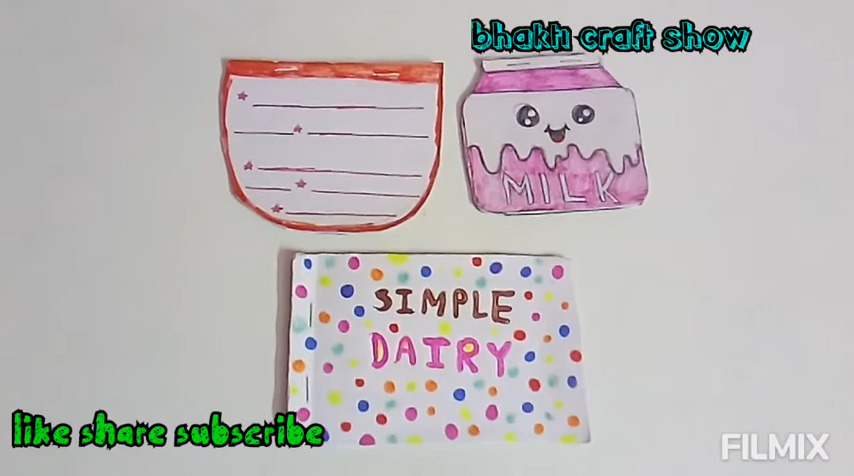 bhakti craft show
MILK
SIMPLE
DAIRY
like share subscribe
FILMIX